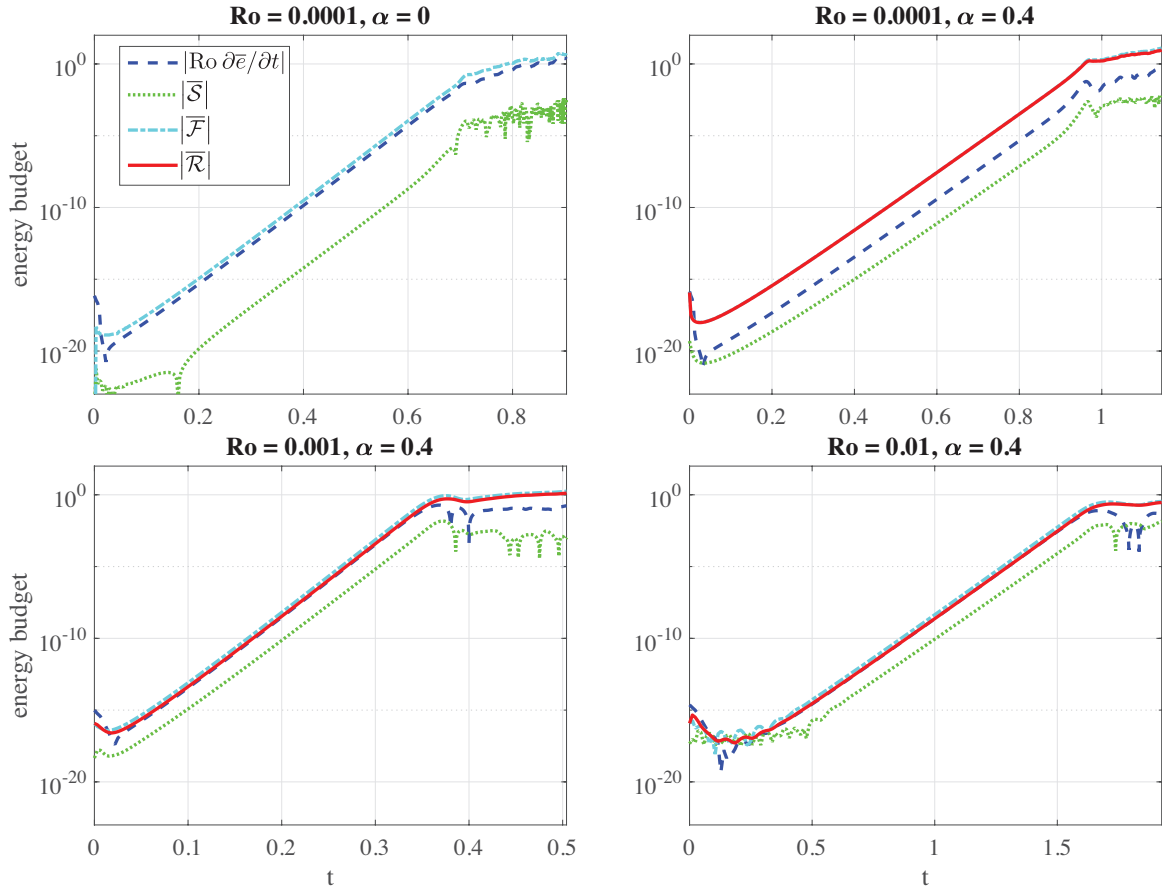 Ro = 0.0001, α = 0
Ro = 0.0001, α = 0.4
energy budget
10^0
10^-10
10^-20
|Ro ∂e̅/∂t|
|S̅|
|F̅|
|R̅|
0 0.2 0.4 0.6 0.8
10^0
10^-10
10^-20
0 0.2 0.4 0.6 0.8 1
Ro = 0.001, α = 0.4
Ro = 0.01, α = 0.4
energy budget
10^0
10^-10
10^-20
0 0.1 0.2 0.3 0.4 0.5
t
10^0
10^-10
10^-20
0 0.5 1 1.5
t